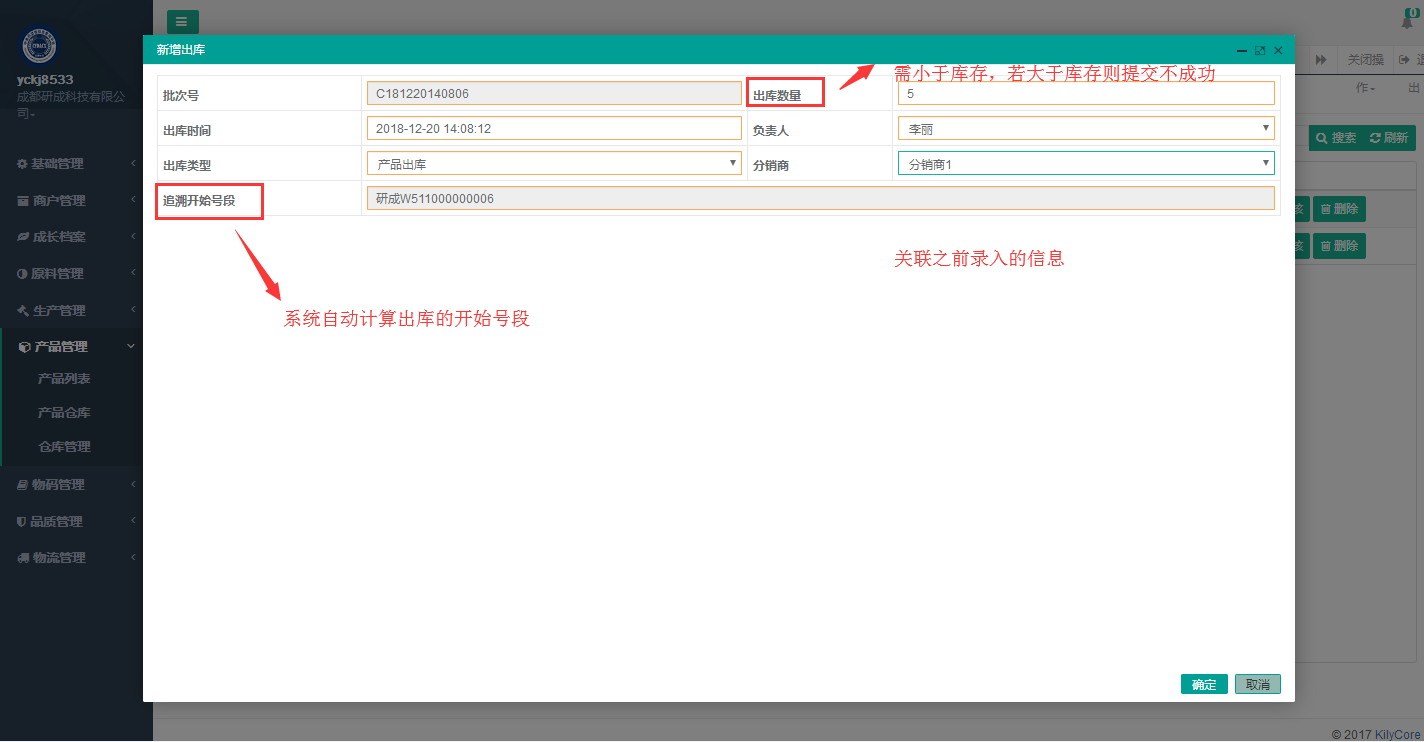 yckj8533
成都研成科技有限公
司
基础管理
商户管理
成长档案
原料管理
生产管理
产品管理
产品列表
产品仓库
仓库管理
物码管理
品质管理
物流管理
0
关闭操
作
出
搜索
刷新
删除
删除
新增出库
需小于库存，若大于库存则提交不成功
批次号
C181220140806
出库数量
5
出库时间
2018-12-20 14:08:12
负责人
李丽
出库类型
产品出库
分销商
分销商1
追溯开始号段
研成W511000000006
关联之前录入的信息
系统自动计算出库的开始号段
确定
取消
© 2017 KilyCore